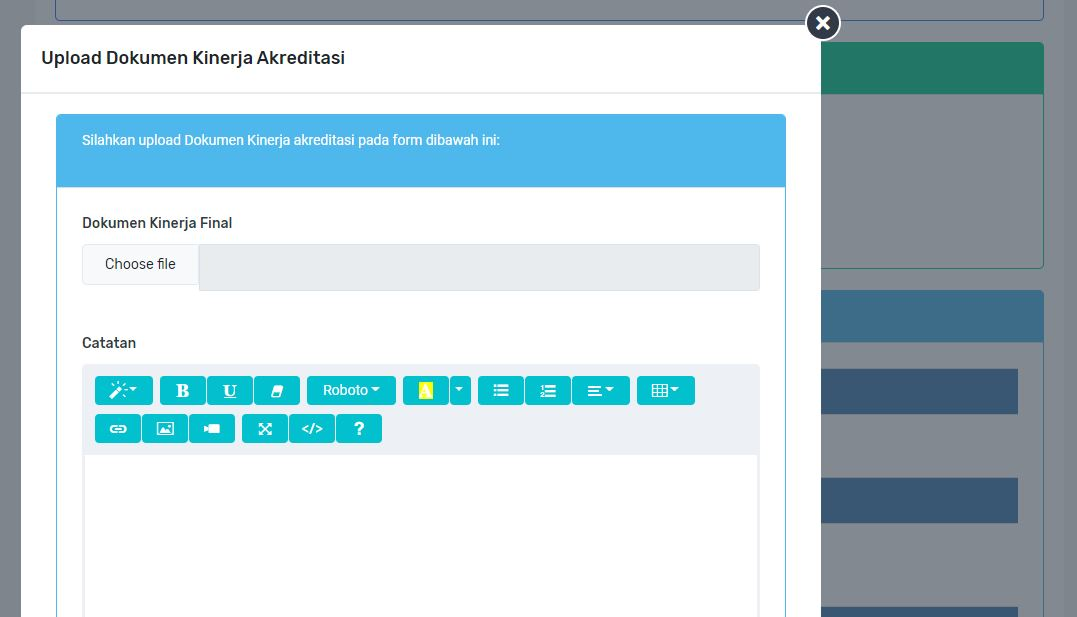 Upload Dokumen Kinerja Akreditasi
Silahkan upload Dokumen Kinerja akreditasi pada form dibawah ini:
Dokumen Kinerja Final
Choose file
Catatan
B U Roboto A
</> ?